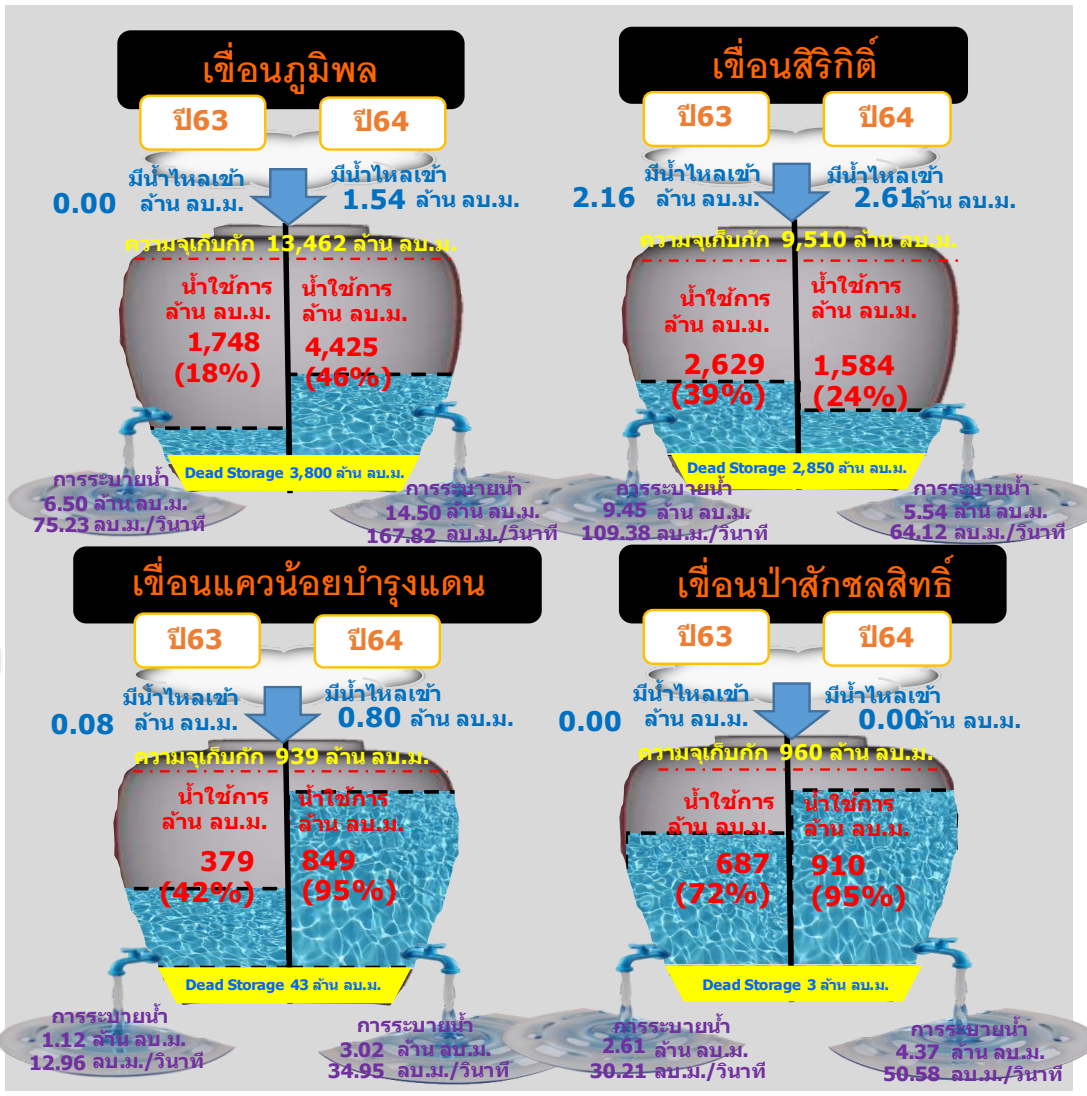 เขื่อนภูมิพล
ปี63 ปี64
มีน้ำไหลเข้า
0.00 ล้าน ลบ.ม.
มีน้ำไหลเข้า
1.54 ล้าน ลบ.ม.
ความจุเก็บกัก 13,462 ล้าน ลบ.ม.
น้ำใช้การ
ล้าน ลบ.ม.
1,748
(18%)
น้ำใช้การ
ล้าน ลบ.ม.
4,425
(46%)
Dead Storage 3,800 ล้าน ลบ.ม.
การระบายน้ำ
6.50 ล้าน ลบ.ม.
75.23 ลบ.ม./วินาที
การระบายน้ำ
14.50 ล้าน ลบ.ม.
167.82 ลบ.ม./วินาที
เขื่อนสิริกิติ์
ปี63 ปี64
มีน้ำไหลเข้า
2.16 ล้าน ลบ.ม.
มีน้ำไหลเข้า
2.61ล้าน ลบ.ม.
ความจุเก็บกัก 9,510 ล้าน ลบ.ม.
น้ำใช้การ
ล้าน ลบ.ม.
2,629
(39%)
น้ำใช้การ
ล้าน ลบ.ม.
1,584
(24%)
Dead Storage 2,850 ล้าน ลบ.ม.
การระบายน้ำ
9.45 ล้าน ลบ.ม.
109.38 ลบ.ม./วินาที
การระบายน้ำ
5.54 ล้าน ลบ.ม.
64.12 ลบ.ม./วินาที
เขื่อนแควน้อยบำรุงแดน
ปี63 ปี64
มีน้ำไหลเข้า
0.08 ล้าน ลบ.ม.
มีน้ำไหลเข้า
0.80 ล้าน ลบ.ม.
ความจุเก็บกัก 939 ล้าน ลบ.ม.
น้ำใช้การ
ล้าน ลบ.ม.
379
(42%)
น้ำใช้การ
ล้าน ลบ.ม.
849
(95%)
Dead Storage 43 ล้าน ลบ.ม.
การระบายน้ำ
1.12 ล้าน ลบ.ม.
12.96 ลบ.ม./วินาที
การระบายน้ำ
3.02 ล้าน ลบ.ม.
34.95 ลบ.ม./วินาที
เขื่อนป่าสักชลสิทธิ์
ปี63 ปี64
มีน้ำไหลเข้า
0.00 ล้าน ลบ.ม.
มีน้ำไหลเข้า
0.00ล้าน ลบ.ม.
ความจุเก็บกัก 960 ล้าน ลบ.ม.
น้ำใช้การ
ล้าน ลบ.ม.
687
(72%)
น้ำใช้การ
ล้าน ลบ.ม.
910
(95%)
Dead Storage 3 ล้าน ลบ.ม.
การระบายน้ำ
2.61 ล้าน ลบ.ม.
30.21 ลบ.ม./วินาที
การระบายน้ำ
4.37 ล้าน ลบ.ม.
50.58 ลบ.ม./วินาที